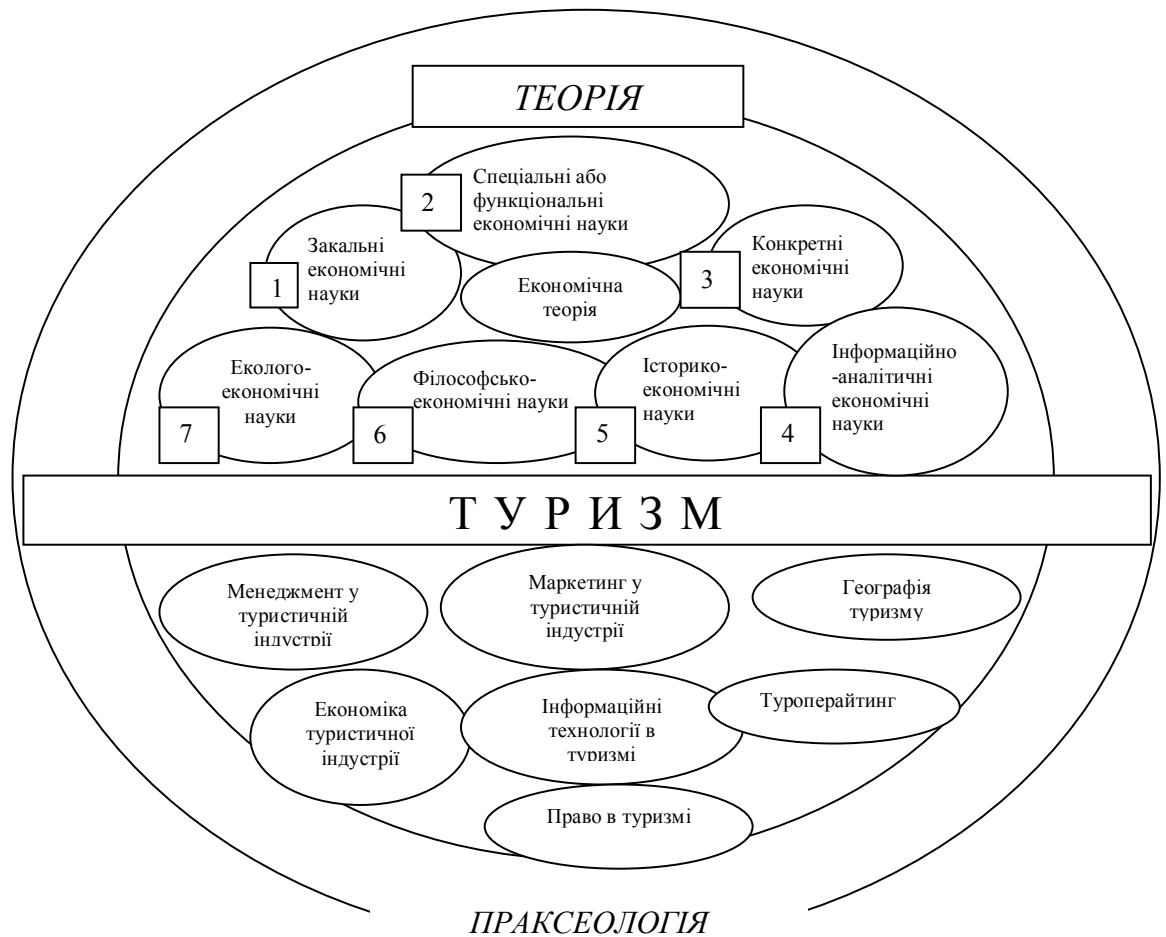 ТЕОРІЯ
2
Спеціальні або
функціональні
економічні науки
1
Закальні
економічні
науки
Економічна
теорія
3
Конкретні
економічні
науки
7
Еколого-
економічні
науки
6
Філософсько-
економічні науки
5
Історико-
економічні
науки
4
Інформаційно
-аналітичні
економічні
науки
ТУРИЗМ
Менеджмент у
туристичній
індустрії
Маркетинг у
туристичній
індустрії
Географія
туризму
Економіка
туристичної
індустрії
Інформаційні
технології в
туризмі
Туроперайтинг
Право в туризмі
ПРАКСЕОЛОГІЯ